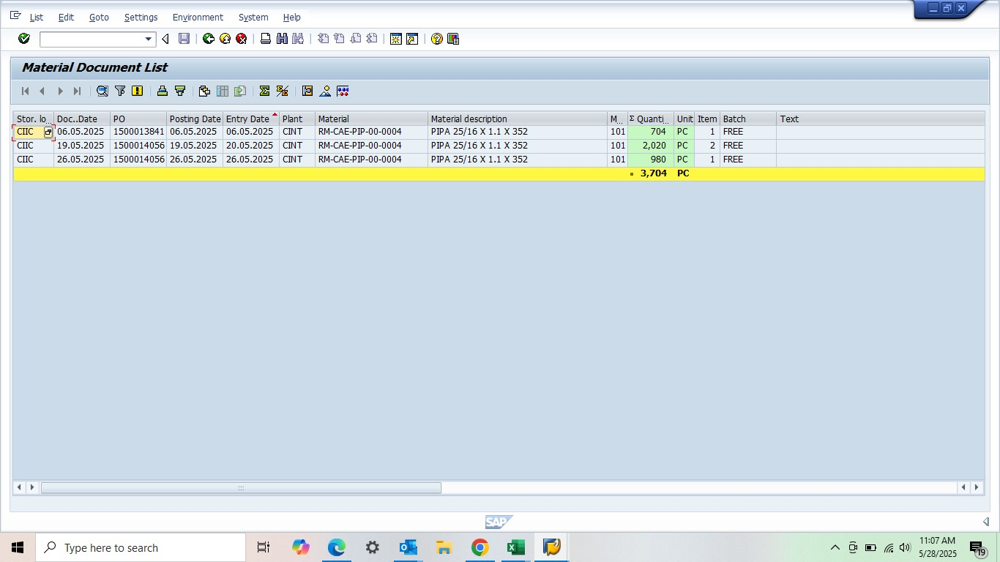 List Edit Goto Settings Environment System Help
Material Document List
Stor. lo... Doc..Date PO Posting Date Entry Date Plant Material Material description M... Σ Quanti... Unit Item Batch Text
CIIC 06.05.2025 1500013841 06.05.2025 06.05.2025 CINT RM-CAE-PIP-00-0004 PIPA 25/16 X 1.1 X 352 101 704 PC 1 FREE
CIIC 19.05.2025 1500014056 19.05.2025 20.05.2025 CINT RM-CAE-PIP-00-0004 PIPA 25/16 X 1.1 X 352 101 2,020 PC 2 FREE
CIIC 26.05.2025 1500014056 26.05.2025 26.05.2025 CINT RM-CAE-PIP-00-0004 PIPA 25/16 X 1.1 X 352 101 980 PC 1 FREE
3,704 PC
SAP
Type here to search
11:07 AM
5/28/2025
19